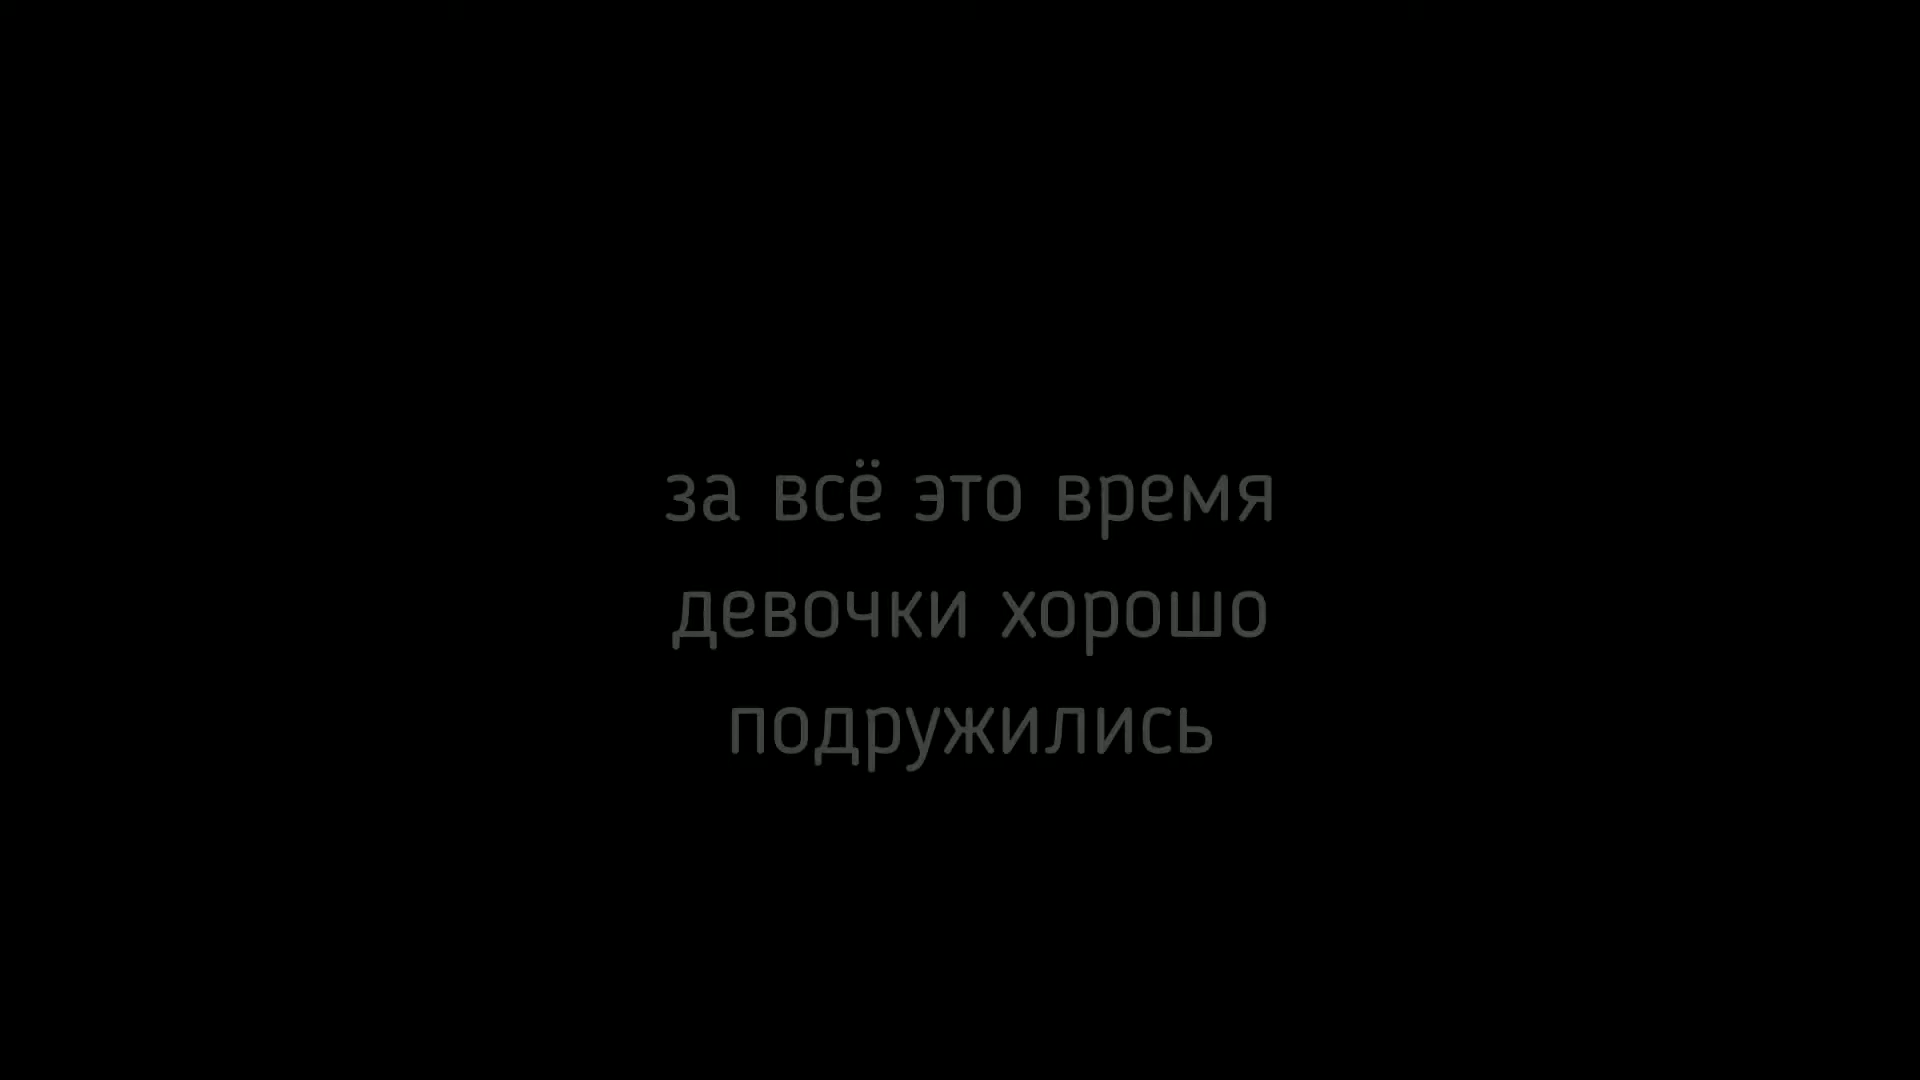 за всё это время
девочки хорошо
подружились